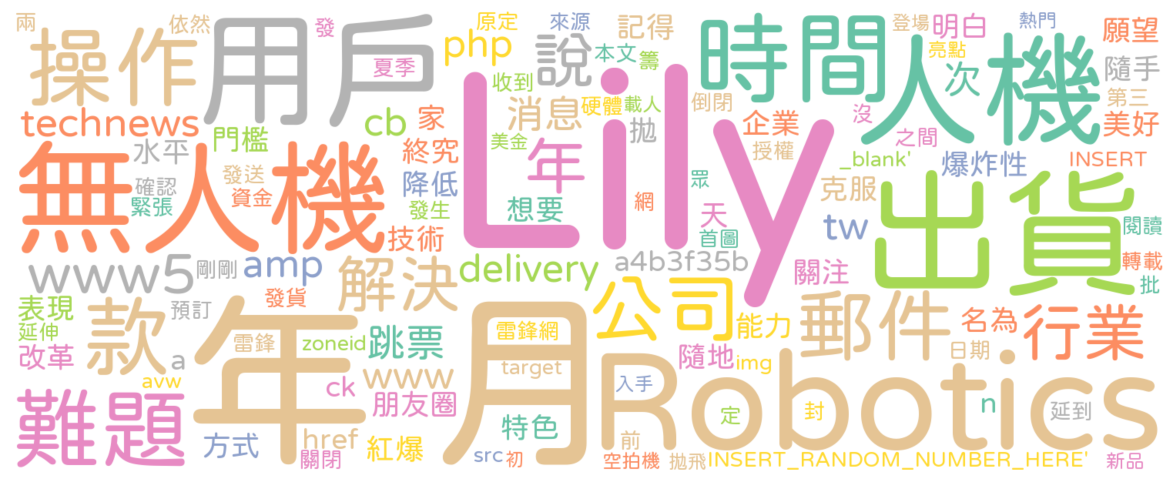 兩 依然 發 原定 來源 記得 登場 明白 熱門 願望
操作 用戶 夏季 php 說 本文 籌 時間 人機 亮點 次 隨手
收到 消息 硬體 載人 倒閉 第三
technews cb 家 拋 企業 沒 之間 美好
門檻 水平 終究 美金 年 授權 _blank' 爆炸性 INSERT
無人機 確認 發送 降低 Lily 網 眾 克服 出貨
緊張 資金 發生 想要 天 tw 閱讀
技術 首圖
www5 剛剛 amp 解決 delivery a4b3f35b 關注 轉載 批
表現 款 預訂 發貨 公司 郵件 名為 行業
延伸 年 雷鋒 zoneid 跳票 月 雷鋒網 能力 日期
改革 a target 隨地 img
難題 avw ck www 朋友圈 入手 Robotics 定 封 n 延到
方式 href 紅爆 特色 前
關閉 src 初 空拍機 拋飛 INSERT_RANDOM_NUMBER_HERE' 新品